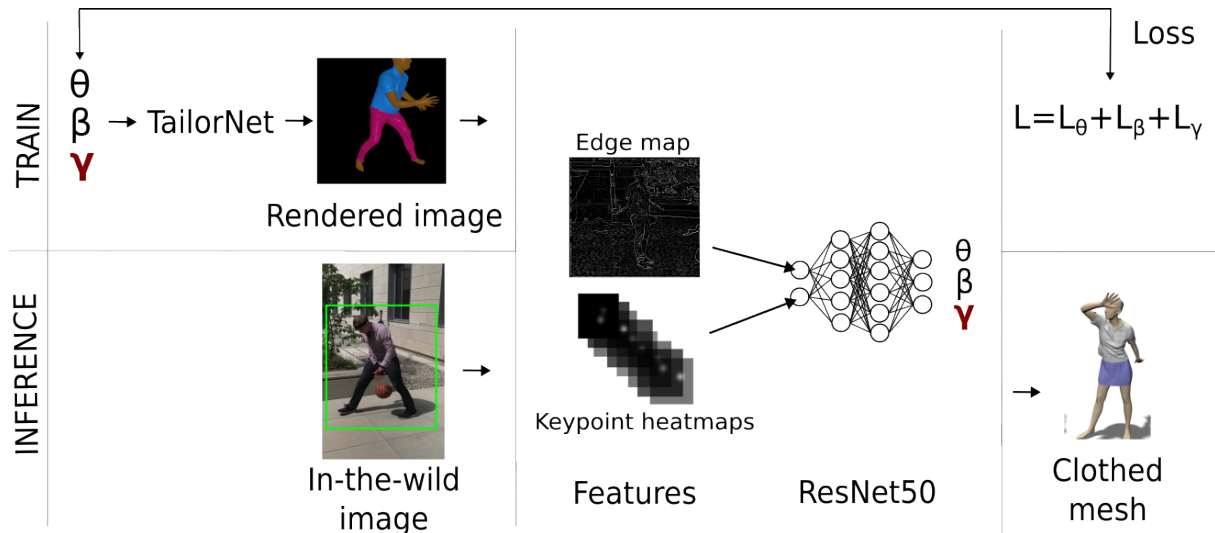 Loss
TRAIN
θ
β
γ
TailorNet
Rendered image
Edge map
L=Lθ+Lβ+Lγ
INFERENCE
In-the-wild
image
Keypoint heatmaps
Features
ResNet50
θ
β
γ
Clothed
mesh